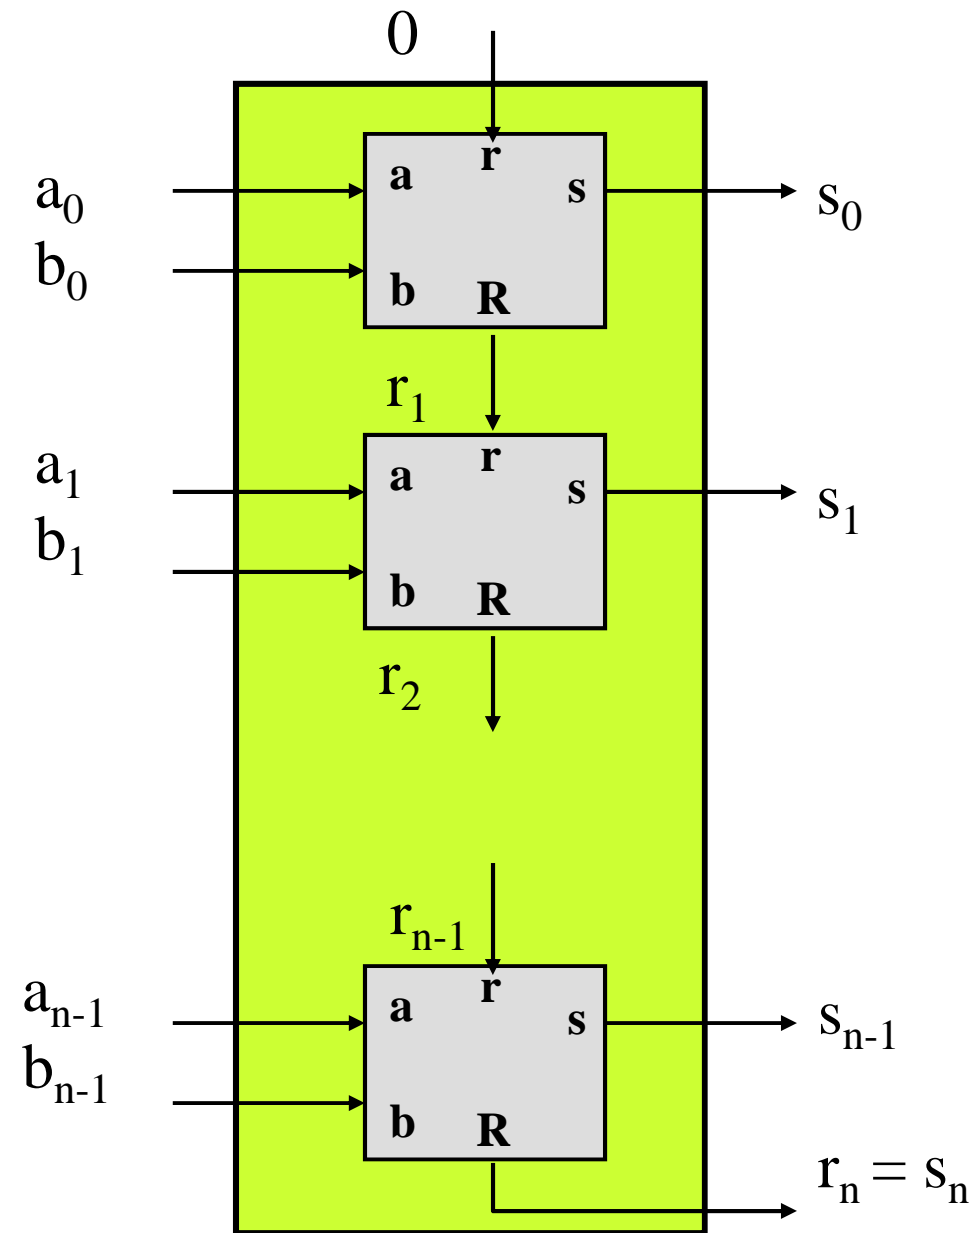 0
r
a
s
a₀
s₀
b₀
b
R
r₁
r
a₁
a
s
s₁
b₁
b
R
r₂
rₙ₋₁
r
aₙ₋₁
a
s
sₙ₋₁
bₙ₋₁
b
R
rₙ = sₙ